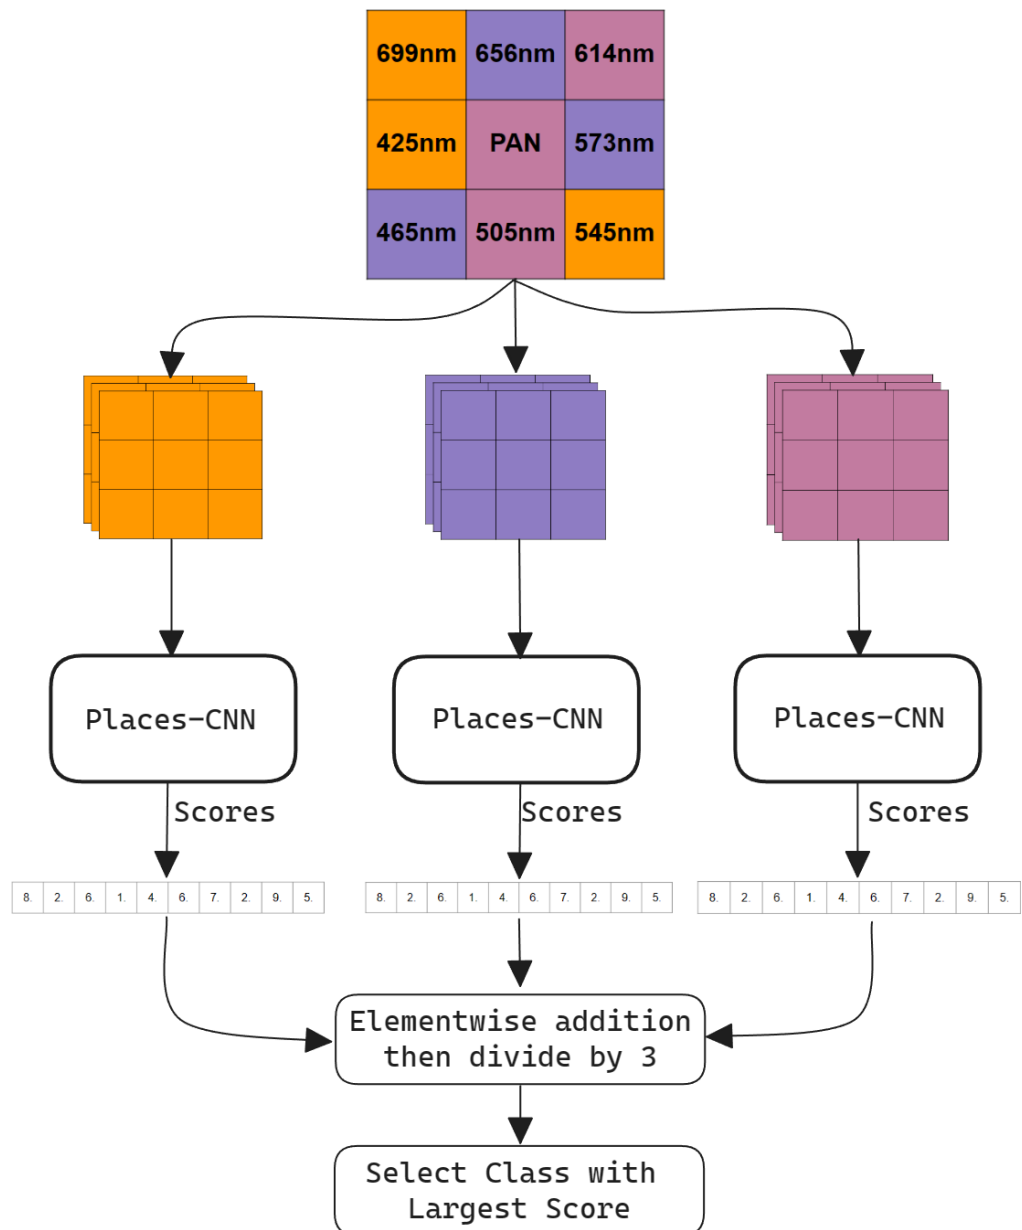 699nm 656nm 614nm
425nm PAN 573nm
465nm 505nm 545nm
Places-CNN Places-CNN Places-CNN
Scores Scores Scores
8. 2. 6. 1. 4. 6. 7. 2. 9. 5. 8. 2. 6. 1. 4. 6. 7. 2. 9. 5. 8. 2. 6. 1. 4. 6. 7. 2. 9. 5.
Elementwise addition
then divide by 3
Select Class with
Largest Score